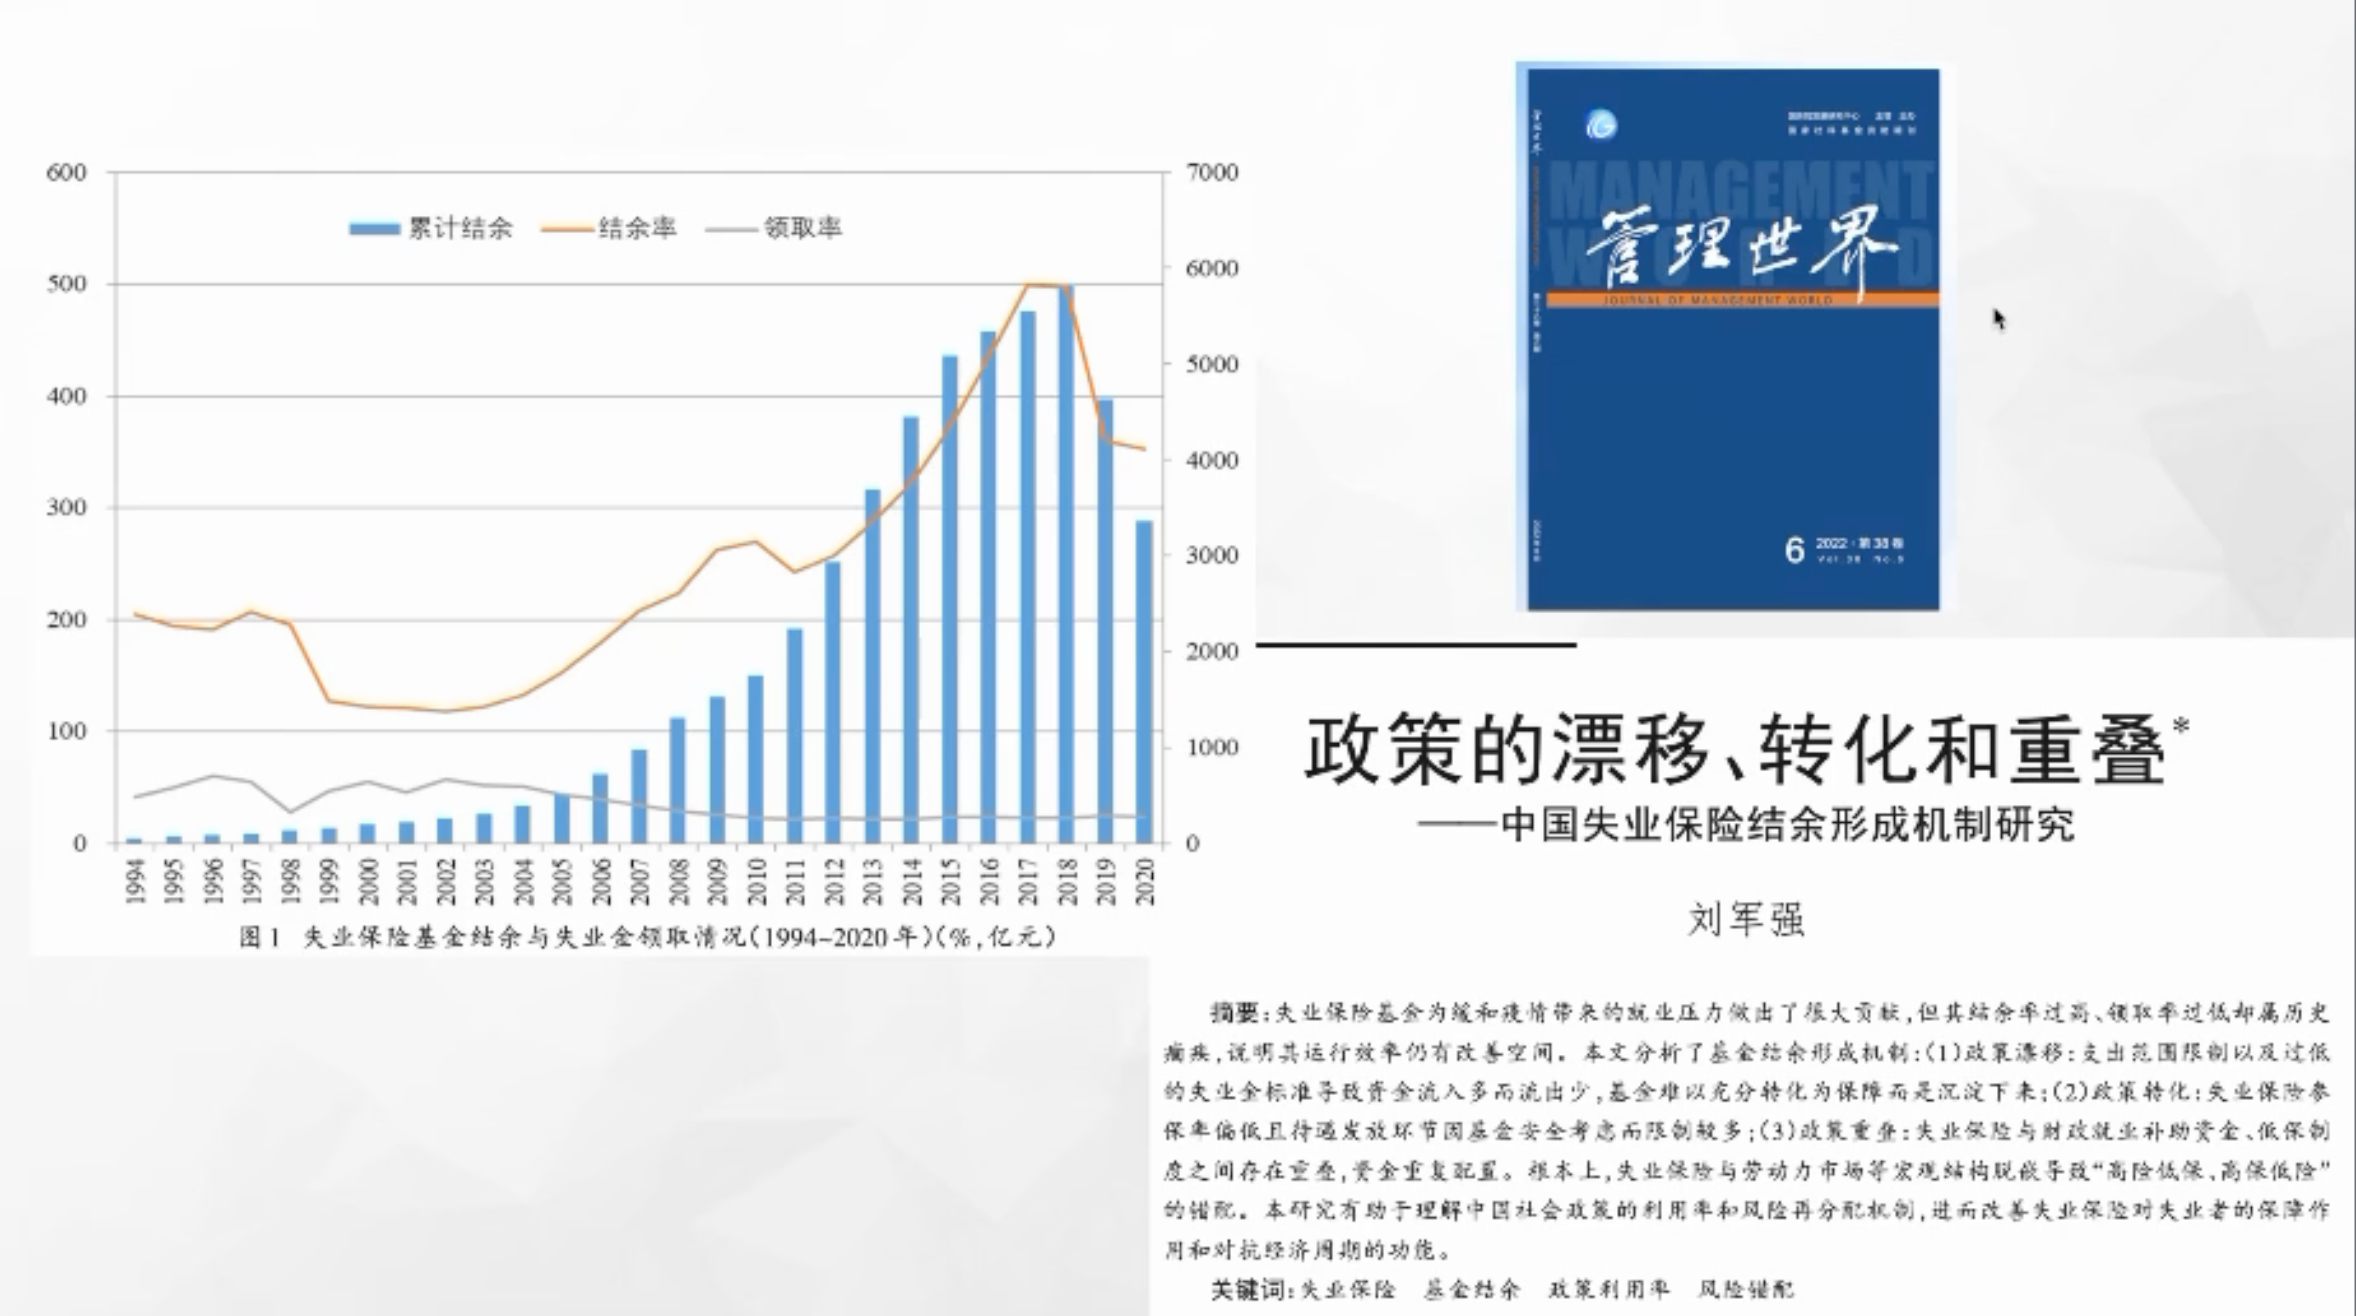 600
500
400
300
200
100
0
7000
6000
5000
4000
3000
2000
1000
0
累计结余 结余率 领取率
1994 1995 1996 1997 1998 1999 2000 2001 2002 2003 2004 2005 2006 2007 2008 2009 2010 2011 2012 2013 2014 2015 2016 2017 2018 2019 2020
图1 失业保险基金结余与失业金领取情况(1994-2020年)(%,亿元)
MANAGEMENT
WORLD
管理世界
JOURNAL OF MANAGEMENT WORLD
6 2022·第38卷
政策的漂移、转化和重叠*
——中国失业保险结余形成机制研究
刘军强
摘要:失业保险基金为缓和疫情带来的就业压力做出了很大贡献,但其结余率过高、领取率过低却属历史
痼疾,说明其运行效率仍有改善空间。本文分析了基金结余形成机制:(1)政策漂移:支出范围限制以及过低
的失业金标准导致资金流入多而流出少,基金难以充分转化为保障而是沉淀下来;(2)政策转化:失业保险参
保率偏低且待遇发放环节因基金安全考虑而限制较多;(3)政策重叠:失业保险与财政就业补助资金、低保制
度之间存在重叠,资金重复配置。根本上,失业保险与劳动力市场等宏观结构脱嵌导致“高险低保、高保低险”
的错配。本研究有助于理解中国社会政策的利用率和风险再分配机制,进而改善失业保险对失业者的保障作
用和对抗经济周期的功能。
关键词:失业保险 基金结余 政策利用率 风险错配